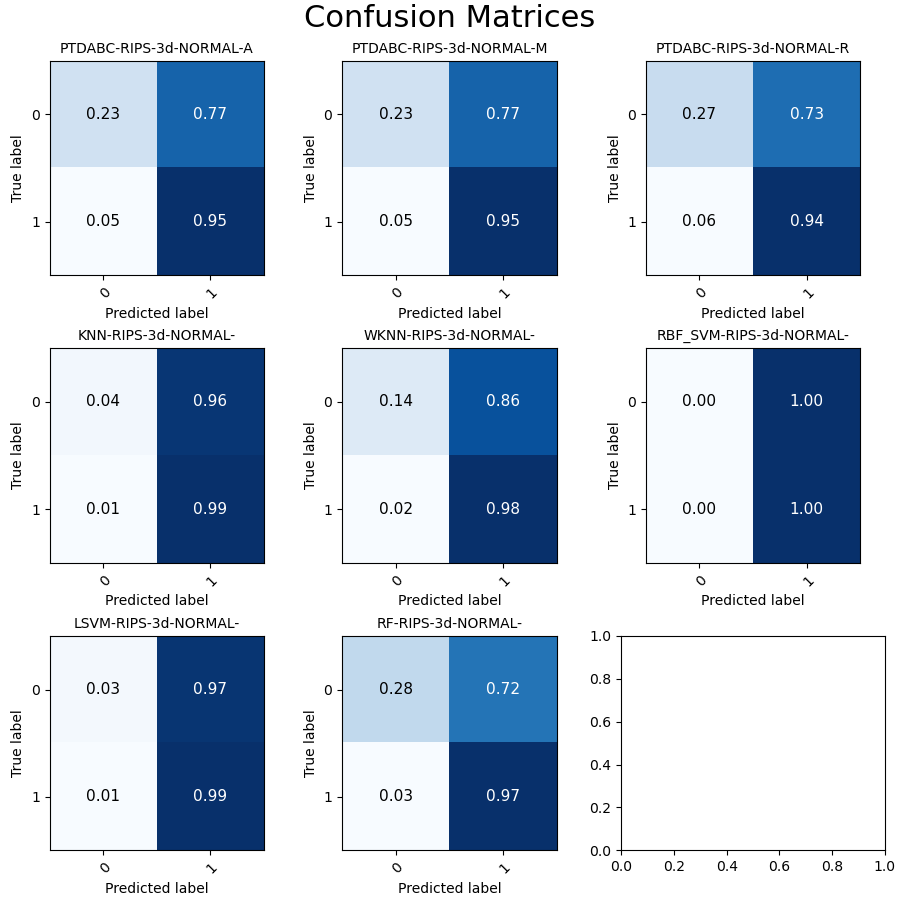 Confusion Matrices
PTDABC-RIPS-3d-NORMAL-A
True label
0
0.23
0.77
1
0.05
0.95
0
1
Predicted label
PTDABC-RIPS-3d-NORMAL-M
True label
0
0.23
0.77
1
0.05
0.95
0
1
Predicted label
PTDABC-RIPS-3d-NORMAL-R
True label
0
0.27
0.73
1
0.06
0.94
0
1
Predicted label
KNN-RIPS-3d-NORMAL-
True label
0
0.04
0.96
1
0.01
0.99
0
1
Predicted label
WKNN-RIPS-3d-NORMAL-
True label
0
0.14
0.86
1
0.02
0.98
0
1
Predicted label
RBF_SVM-RIPS-3d-NORMAL-
True label
0
0.00
1.00
1
0.00
1.00
0
1
Predicted label
LSVM-RIPS-3d-NORMAL-
True label
0
0.03
0.97
1
0.01
0.99
0
1
Predicted label
RF-RIPS-3d-NORMAL-
True label
0
0.28
0.72
1
0.03
0.97
0
1
Predicted label
1.0
0.8
0.6
0.4
0.2
0.0
0.0 0.2 0.4 0.6 0.8 1.0